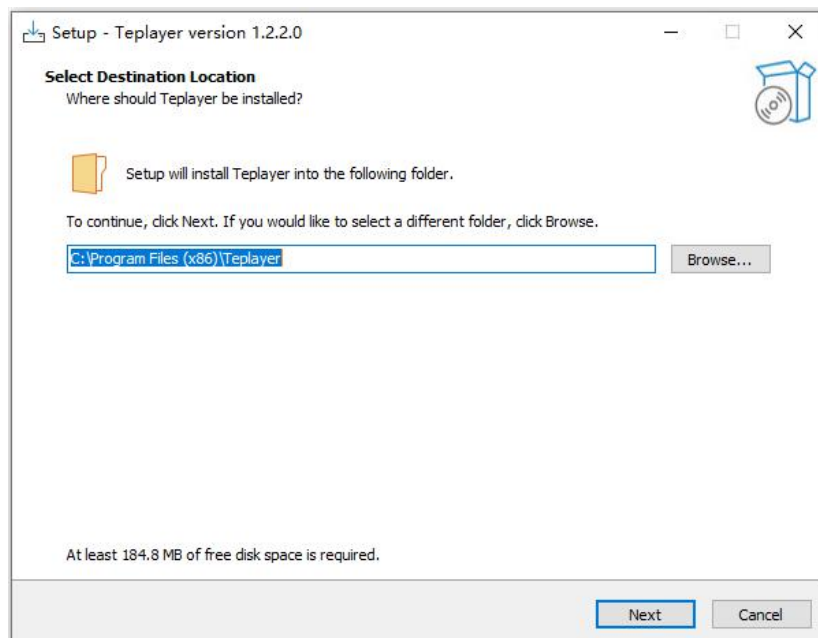 Setup - Teplayer version 1.2.2.0
Select Destination Location
Where should Teplayer be installed?
Setup will install Teplayer into the following folder.
To continue, click Next. If you would like to select a different folder, click Browse.
C:\Program Files (x86)\Teplayer
Browse...
At least 184.8 MB of free disk space is required.
Next
Cancel